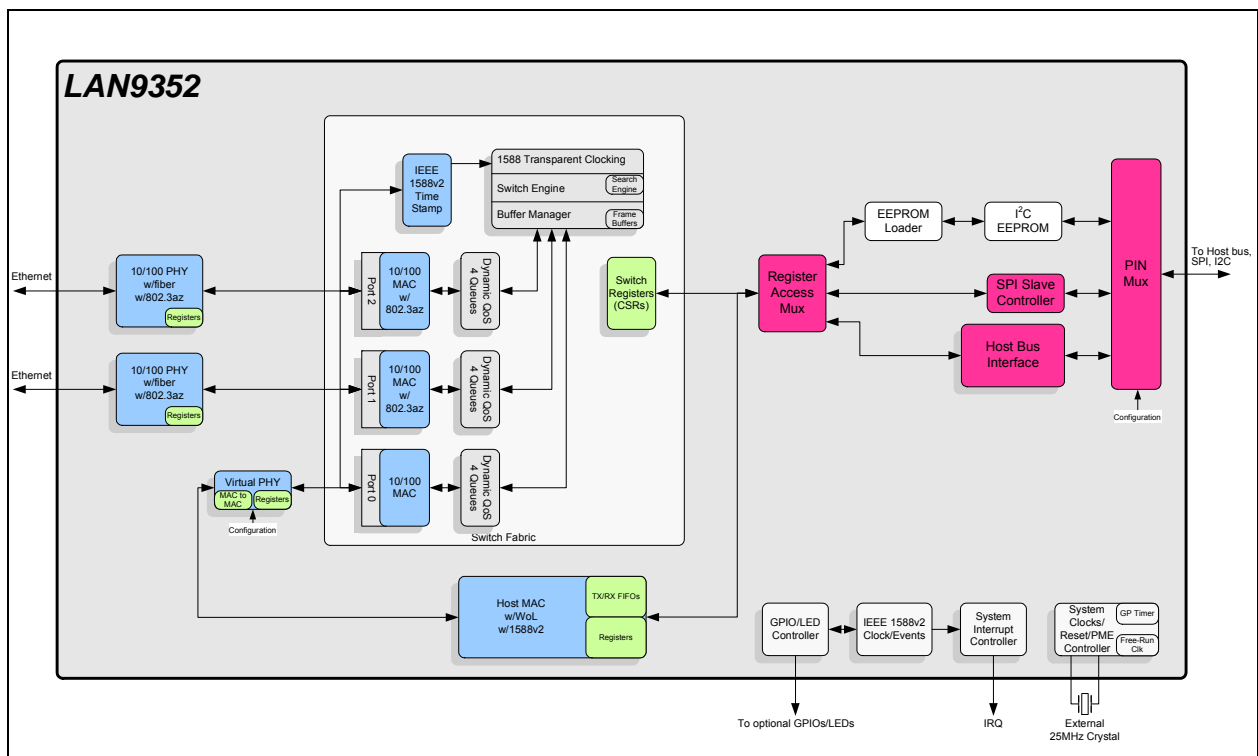 LAN9352
IEEE
1588v2
Time
Stamp
1588 Transparent Clocking
Switch Engine
Search
Engine
Buffer Manager
Frame
Buffers
Ethernet
10/100 PHY
w/fiber
w/802.3az
Registers
Port 2
10/100
MAC
w/
802.3az
Dynamic QoS
4 Queues
Switch
Registers
(CSRs)
Ethernet
10/100 PHY
w/fiber
w/802.3az
Registers
Port 1
10/100
MAC
w/
802.3az
Dynamic QoS
4 Queues
Virtual PHY
MAC to
MAC
Registers
Configuration
Port 0
10/100
MAC
Dynamic QoS
4 Queues
Switch Fabric
Host MAC
w/WoL
w/1588v2
TX/RX FIFOs
Registers
Register
Access
Mux
EEPROM
Loader
I2C
EEPROM
SPI Slave
Controller
Host Bus
Interface
PIN
Mux
To Host bus,
SPI, I2C
Configuration
GPIO/LED
Controller
IEEE 1588v2
Clock/Events
System
Interrupt
Controller
System
Clocks/
Reset/PME
Controller
GP Timer
Free-Run
Clk
To optional GPIOs/LEDs
IRQ
External
25MHz Crystal